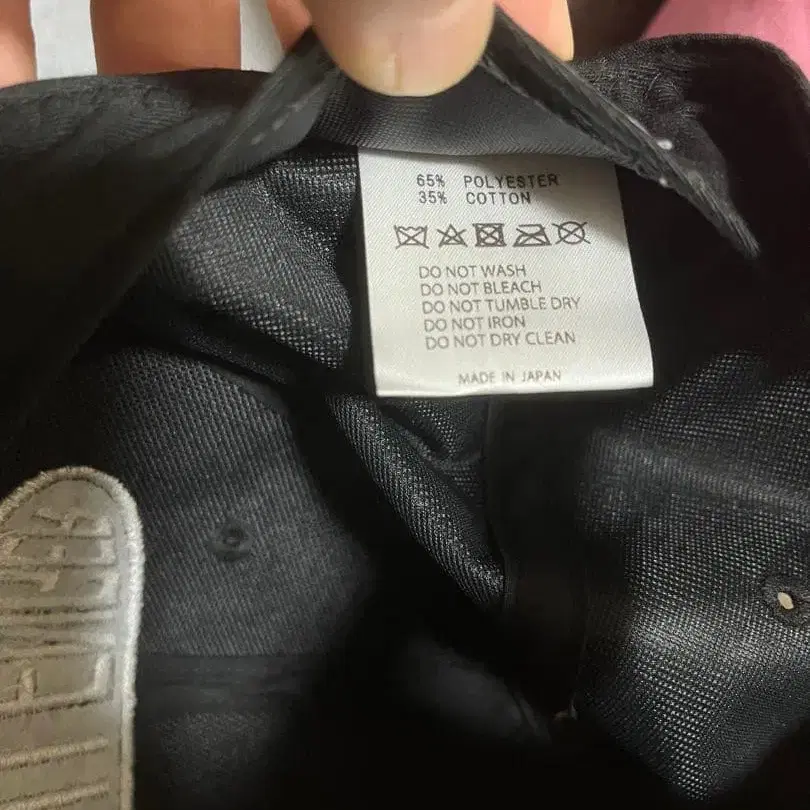 65% POLYESTER
35% COTTON
DO NOT WASH
DO NOT BLEACH
DO NOT TUMBLE DRY
DO NOT IRON
DO NOT DRY CLEAN
MADE IN JAPAN